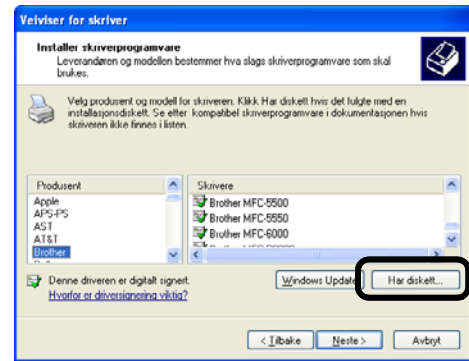 Veiviser for skriver
Installer skriverprogramvare
Leverandøren og modellen bestemmer hva slags skriverprogramvare som skal
brukes.
Velg produsent og modell for skriveren. Klikk Har diskett hvis det fulgte med en
installasjonsdiskett. Se etter kompatibel skriverprogramvare i dokumentasjonen hvis
skriveren ikke finnes i listen.
Produsent
Apple
APS-PS
AST
AT&T
Brother
Skrivere
Brother MFC-5500
Brother MFC-5550
Brother MFC-6000
Denne driveren er digitalt signert.
Hvorfor er driversignering viktig?
Windows Update
Har diskett...
< Tilbake
Neste >
Avbryt